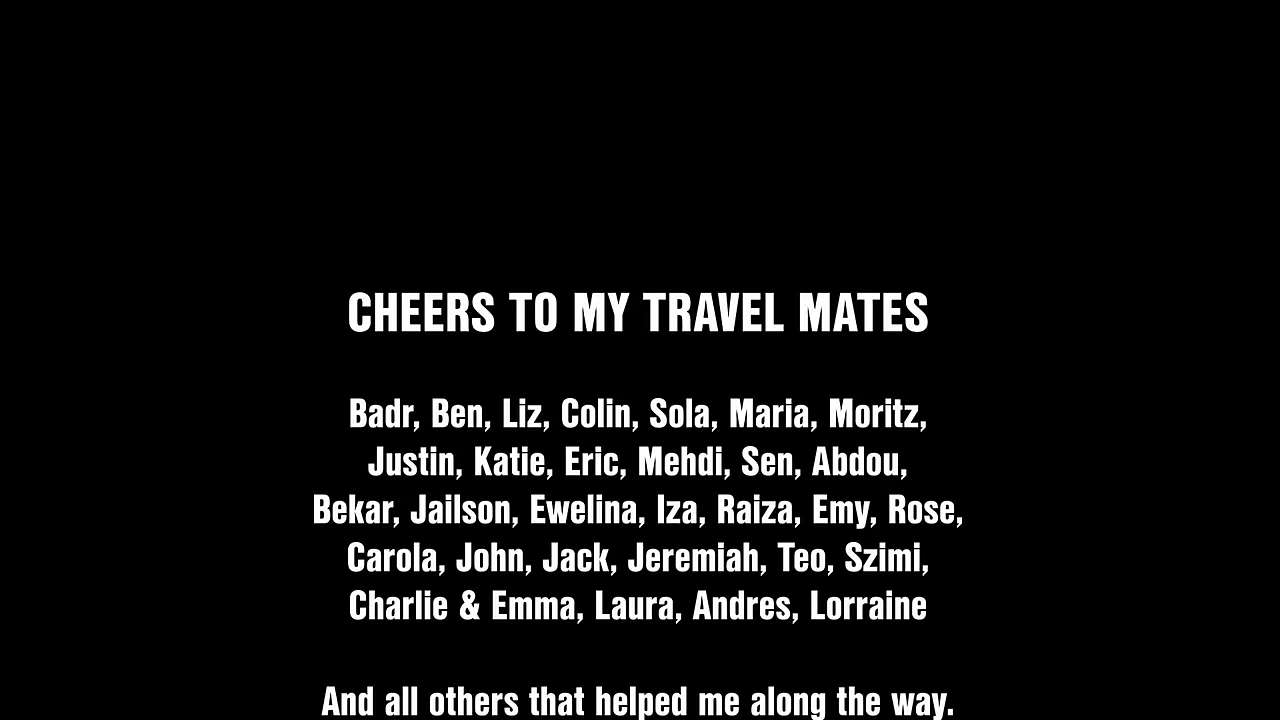 CHEERS TO MY TRAVEL MATES
Badr, Ben, Liz, Colin, Sola, Maria, Moritz,
Justin, Katie, Eric, Mehdi, Sen, Abdou,
Bekar, Jailson, Ewelina, Iza, Raiza, Emy, Rose,
Carola, John, Jack, Jeremiah, Teo, Szimi,
Charlie & Emma, Laura, Andres, Lorraine
And all others that helped me along the way.